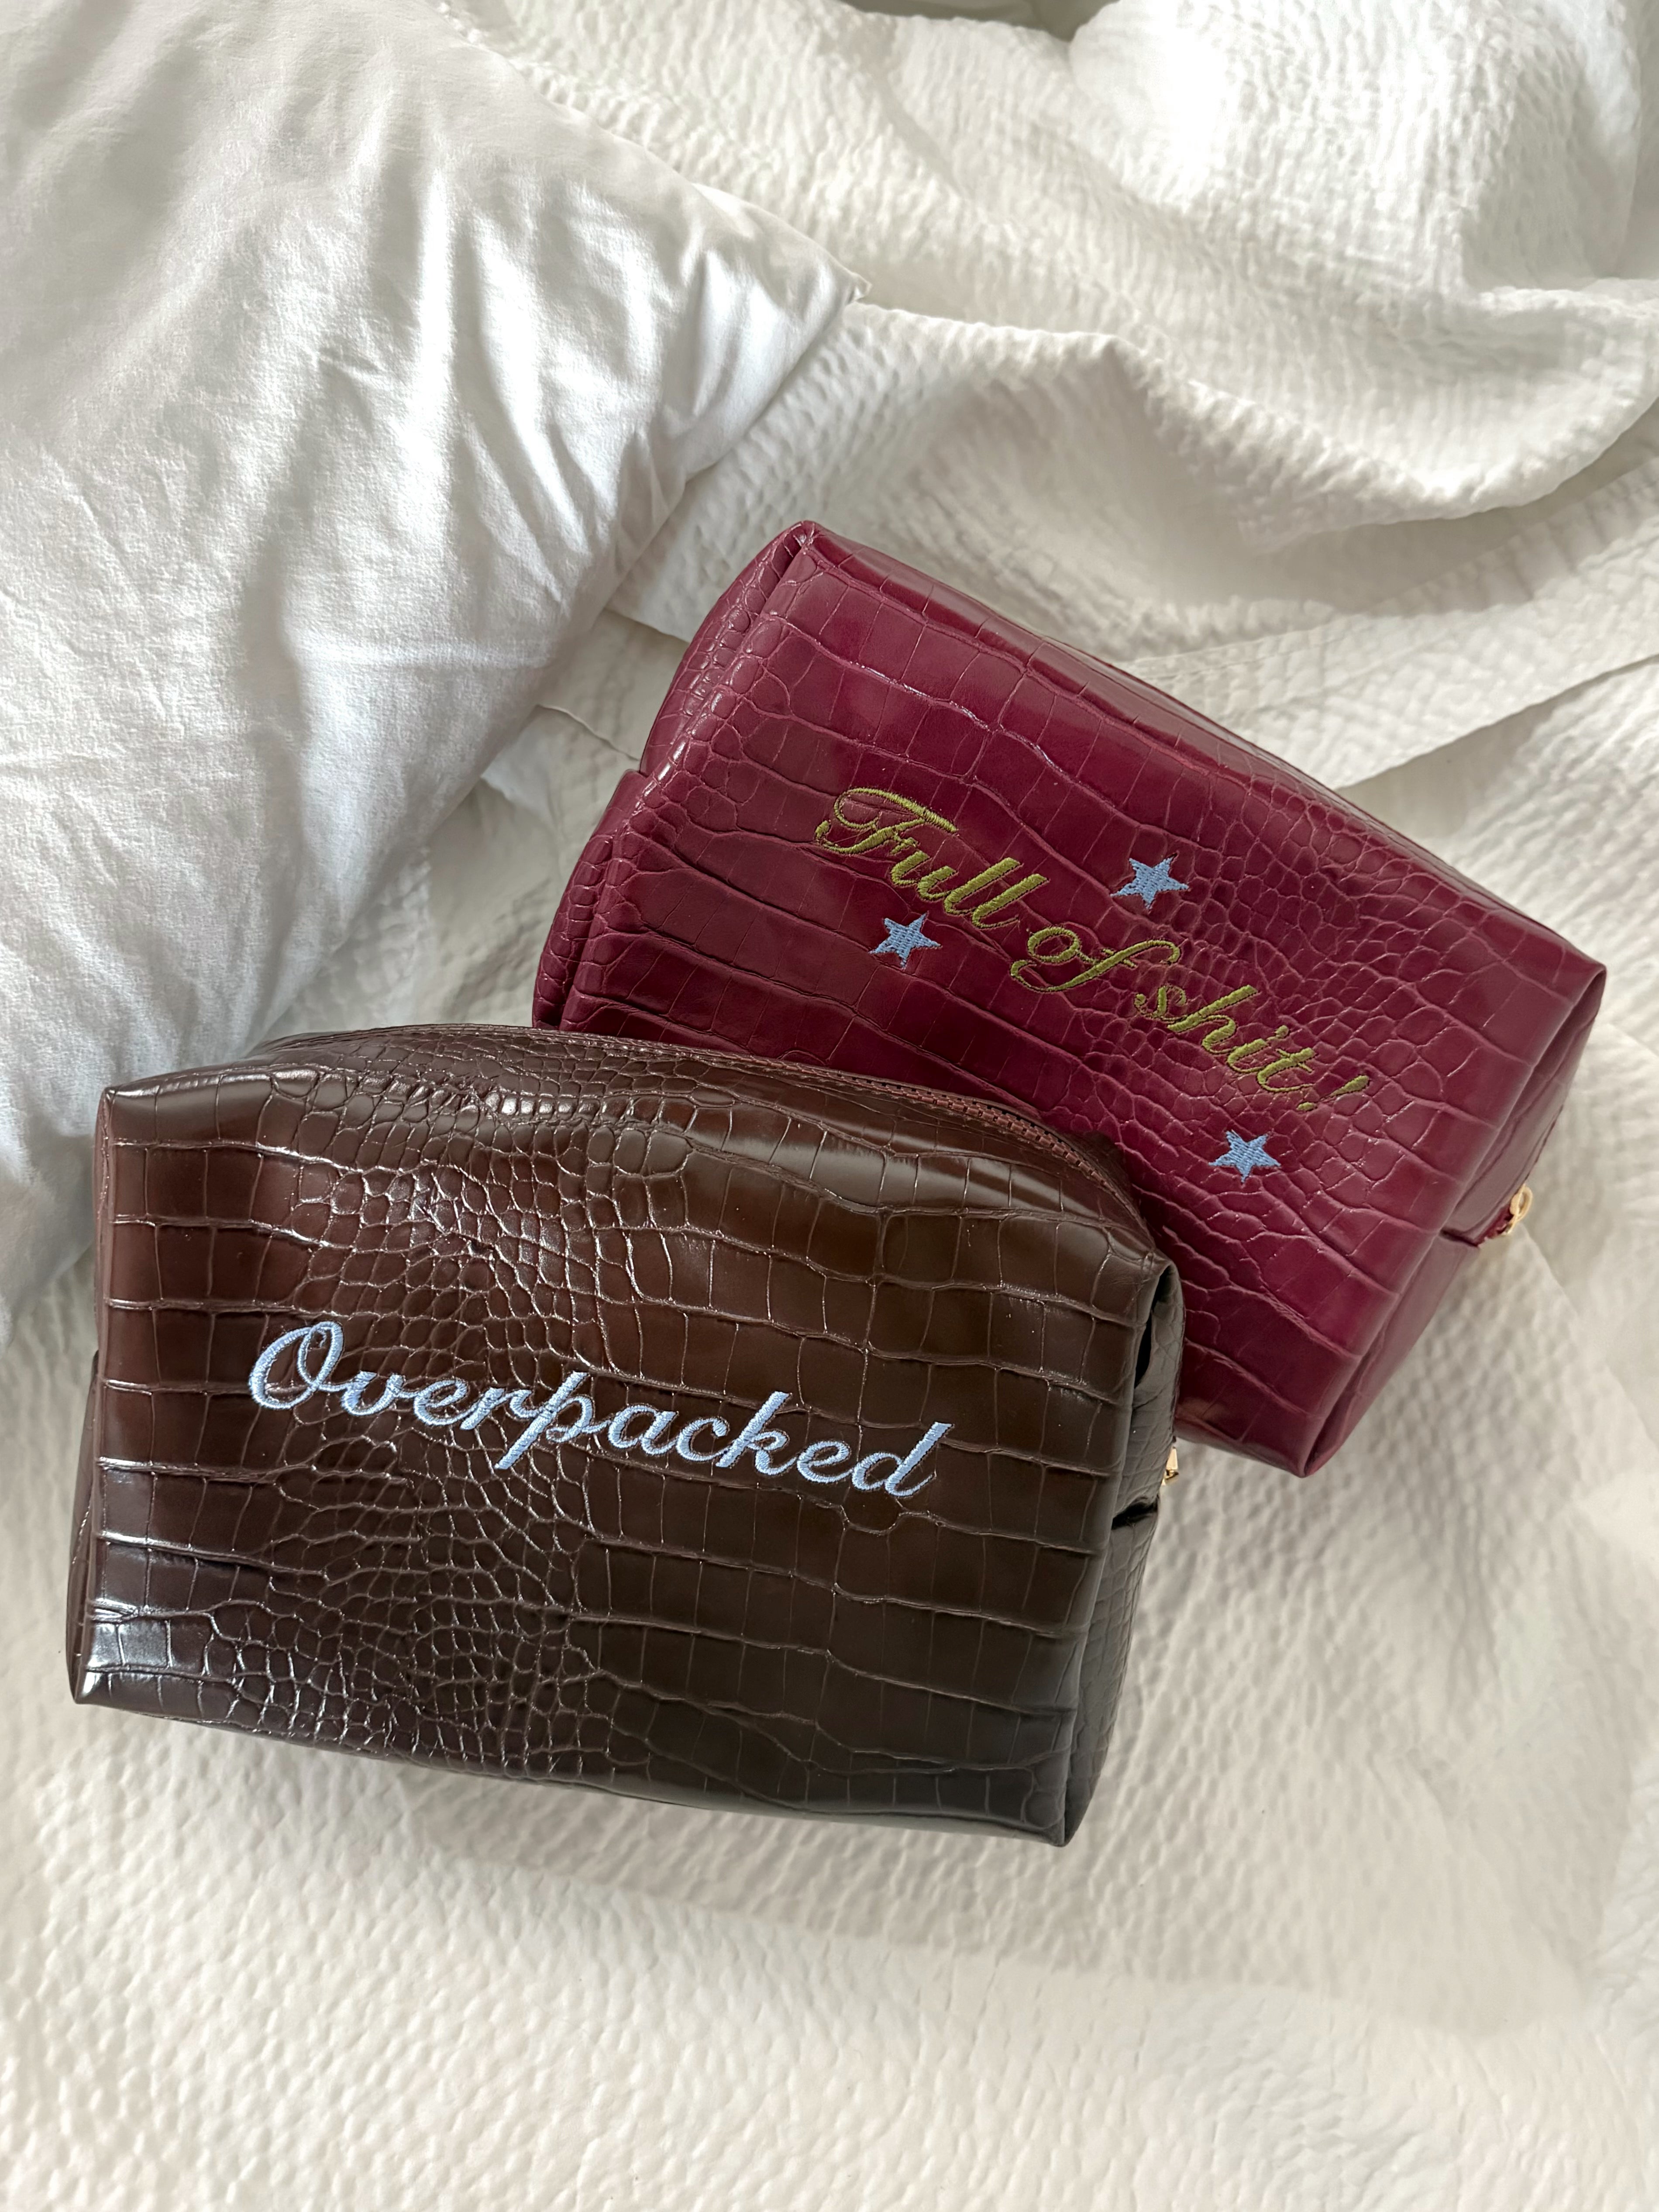 Full of shit!
Overpacked